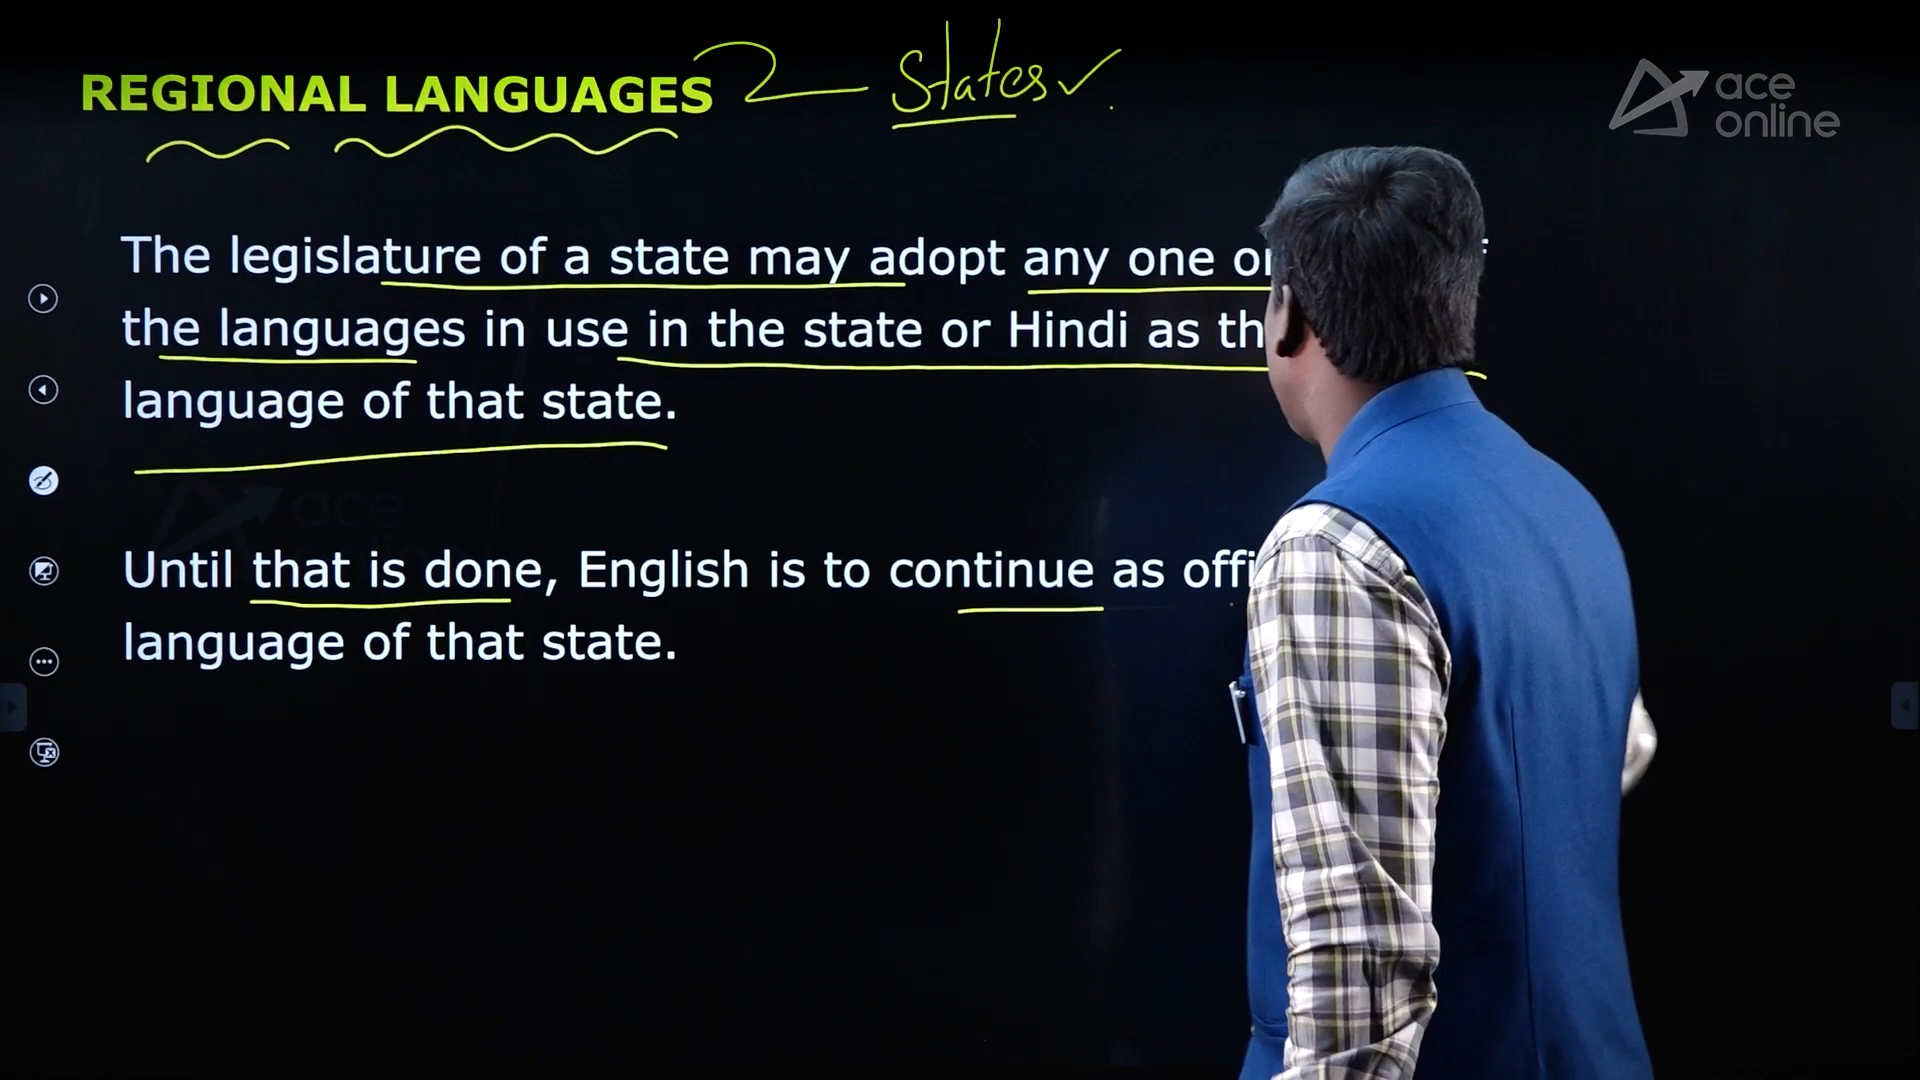 REGIONAL LANGUAGES States
ace
online
The legislature of a state may adopt any one
the languages in use in the state or Hindi as
language of that state.
ace
Until that is done, English is to continue as
language of that state.